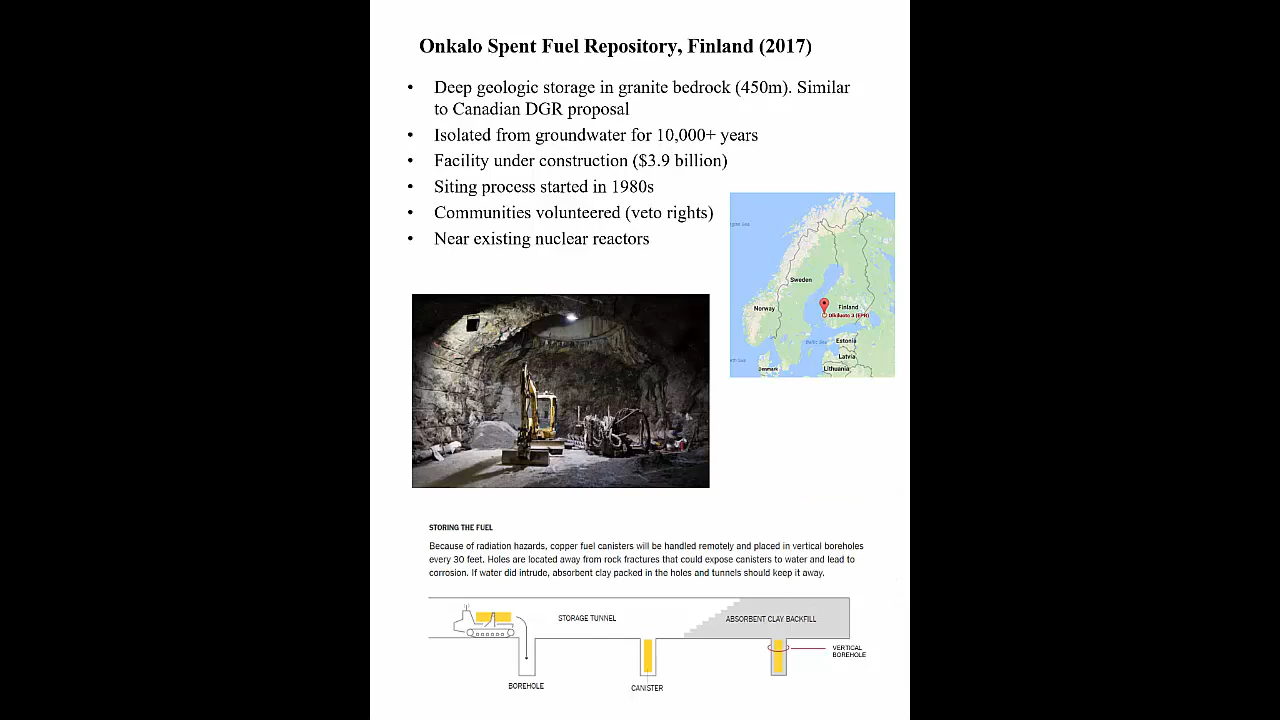 Onkalo Spent Fuel Repository, Finland (2017)
• Deep geologic storage in granite bedrock (450m). Similar
to Canadian DGR proposal
• Isolated from groundwater for 10,000+ years
• Facility under construction ($3.9 billion)
• Siting process started in 1980s
• Communities volunteered (veto rights)
• Near existing nuclear reactors
Sweden
Norway
Finland
Olkiluoto 3 (EPR)
Baltic Sea
Estonia
Latvia
Denmark
Lithuania
STORING THE FUEL
Because of radiation hazards, copper fuel canisters will be handled remotely and placed in vertical boreholes
every 30 feet. Holes are located away from rock fractures that could expose canisters to water and lead to
corrosion. If water did intrude, absorbent clay packed in the holes and tunnels should keep it away.
STORAGE TUNNEL
ABSORBENT CLAY BACKFILL
VERTICAL
BOREHOLE
BOREHOLE
CANISTER